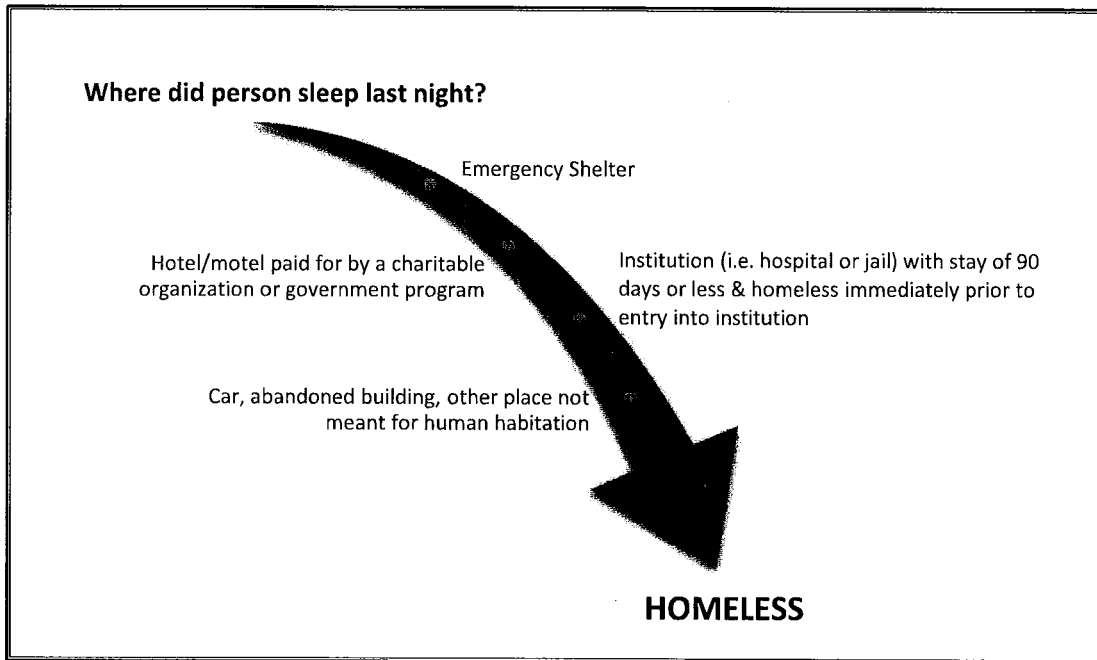 Where did person sleep last night?
Emergency Shelter
Hotel/motel paid for by a charitable
organization or government program
Institution (i.e. hospital or jail) with stay of 90
days or less & homeless immediately prior to
entry into institution
Car, abandoned building, other place not
meant for human habitation
HOMELESS